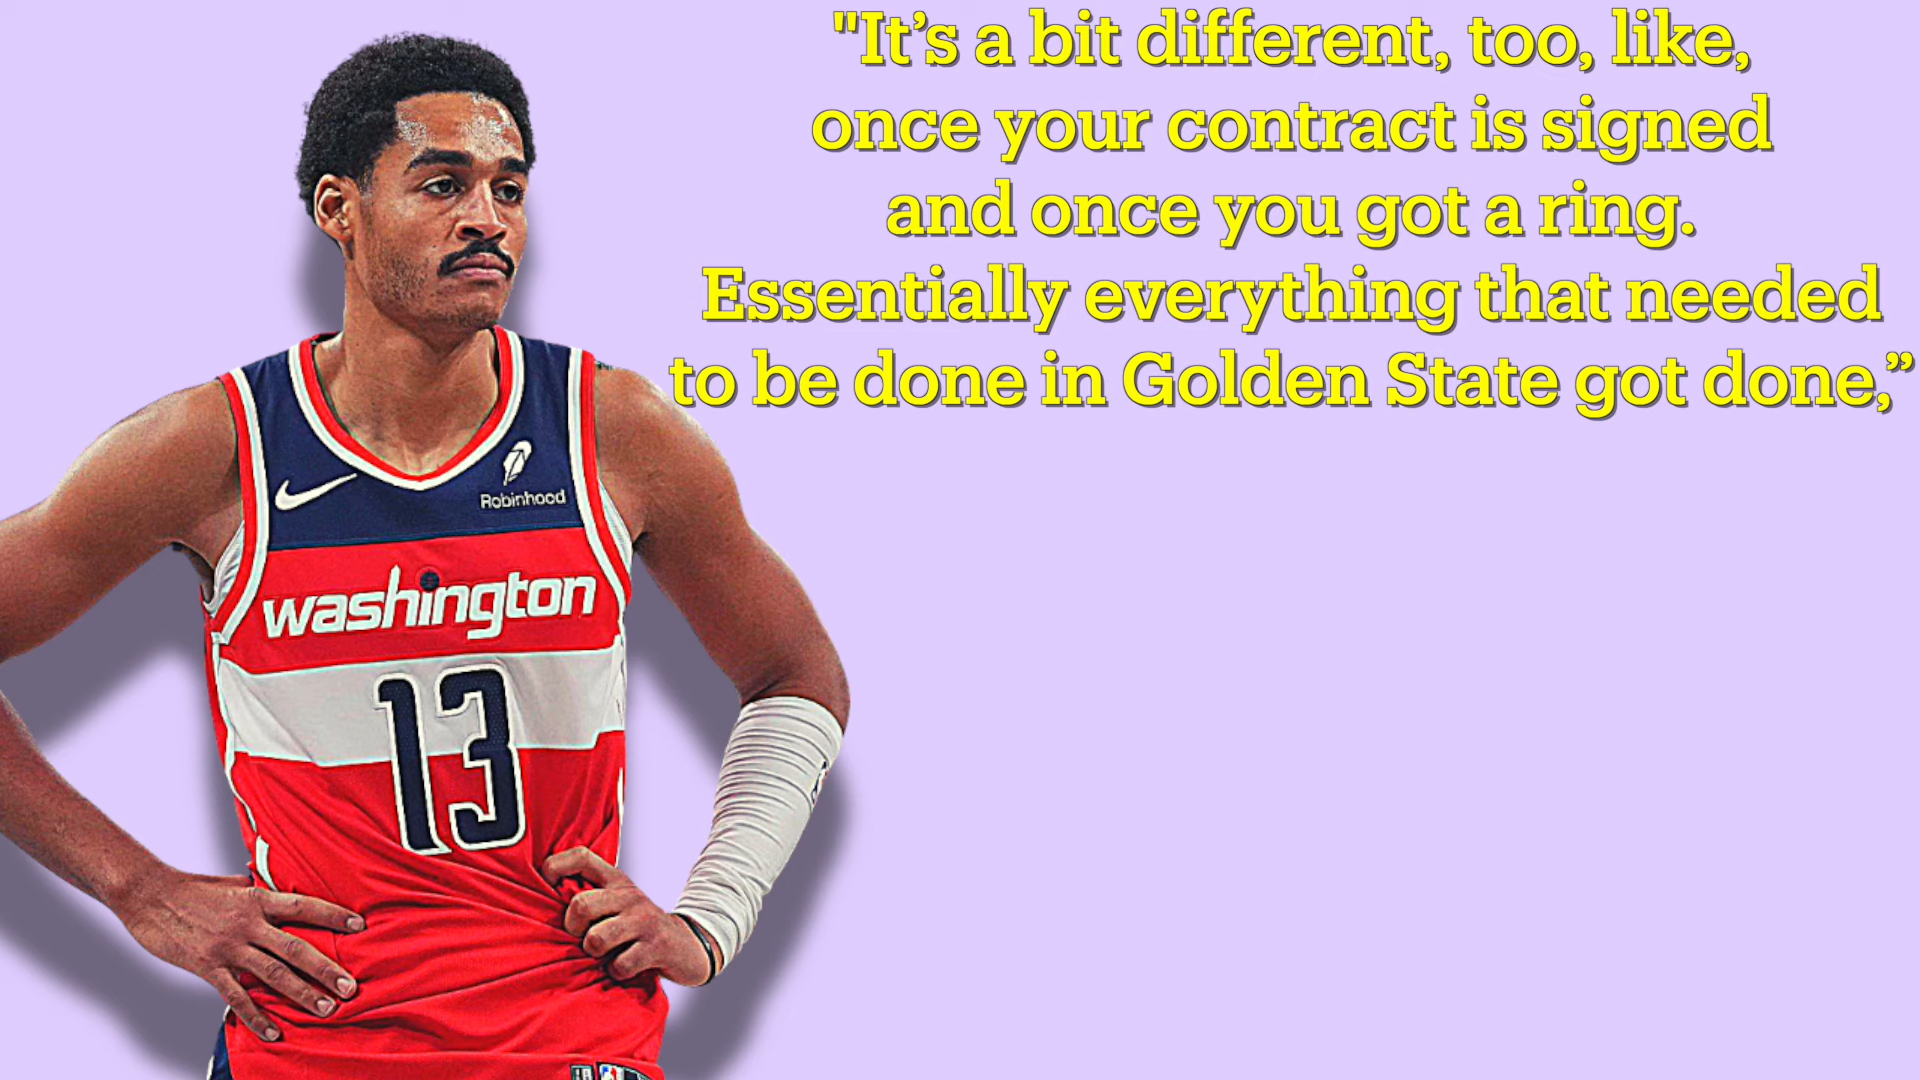 "It’s a bit different, too, like,
once your contract is signed
and once you got a ring.
Essentially everything that needed
to be done in Golden State got done,”
Robinhood
washington
13